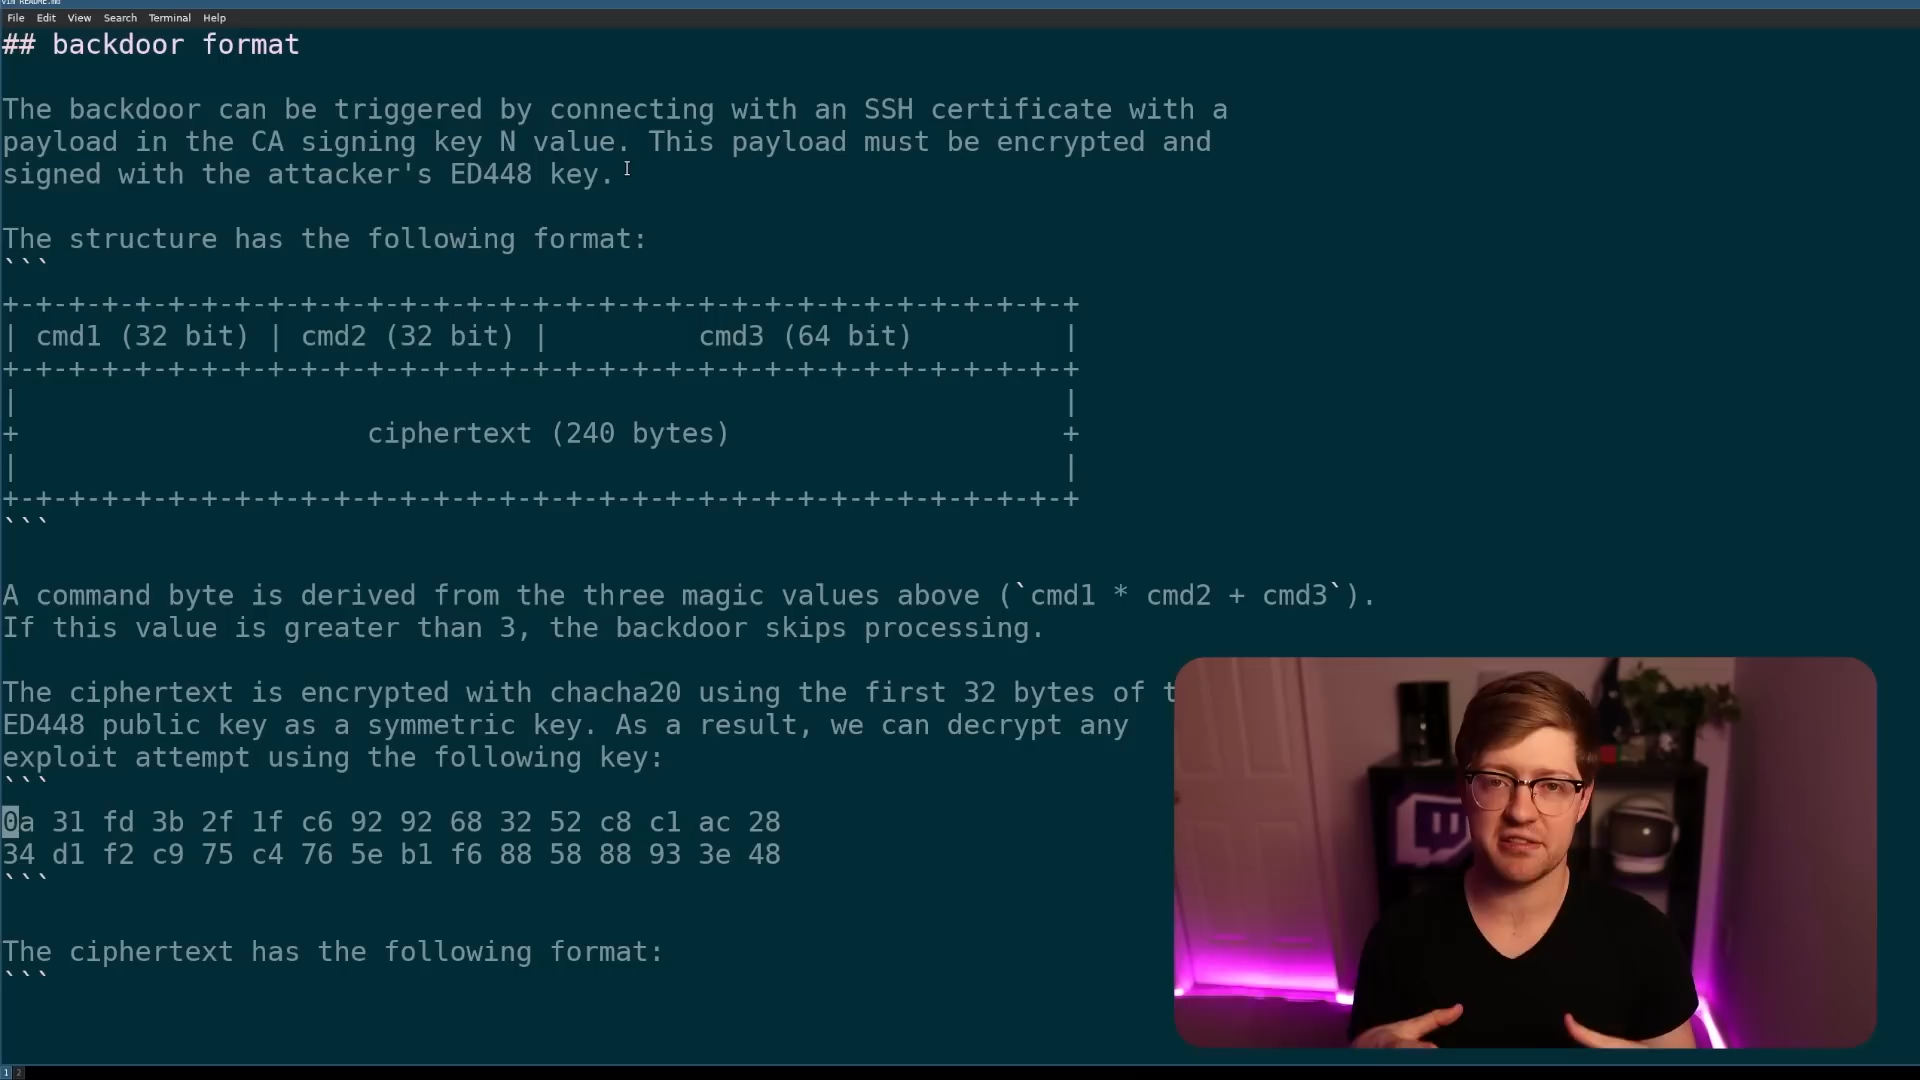 vim README.md
File Edit View Search Terminal Help
## backdoor format
The backdoor can be triggered by connecting with an SSH certificate with a
payload in the CA signing key N value. This payload must be encrypted and
signed with the attacker's ED448 key.
The structure has the following format:
```
+-+-+-+-+-+-+-+-+-+-+-+-+-+-+-+-+-+-+-+-+-+-+-+-+-+-+-+-+-+-+-+-+
| cmd1 (32 bit) | cmd2 (32 bit) |         cmd3 (64 bit)         |
+-+-+-+-+-+-+-+-+-+-+-+-+-+-+-+-+-+-+-+-+-+-+-+-+-+-+-+-+-+-+-+-+
|                                                               |
+                     ciphertext (240 bytes)                    +
|                                                               |
+-+-+-+-+-+-+-+-+-+-+-+-+-+-+-+-+-+-+-+-+-+-+-+-+-+-+-+-+-+-+-+-+
```
A command byte is derived from the three magic values above (`cmd1 * cmd2 + cmd3`).
If this value is greater than 3, the backdoor skips processing.
The ciphertext is encrypted with chacha20 using the first 32 bytes of t
ED448 public key as a symmetric key. As a result, we can decrypt any
exploit attempt using the following key:
```
0a 31 fd 3b 2f 1f c6 92 92 68 32 52 c8 c1 ac 28
34 d1 f2 c9 75 c4 76 5e b1 f6 88 58 88 93 3e 48
```
The ciphertext has the following format:
```
1 2